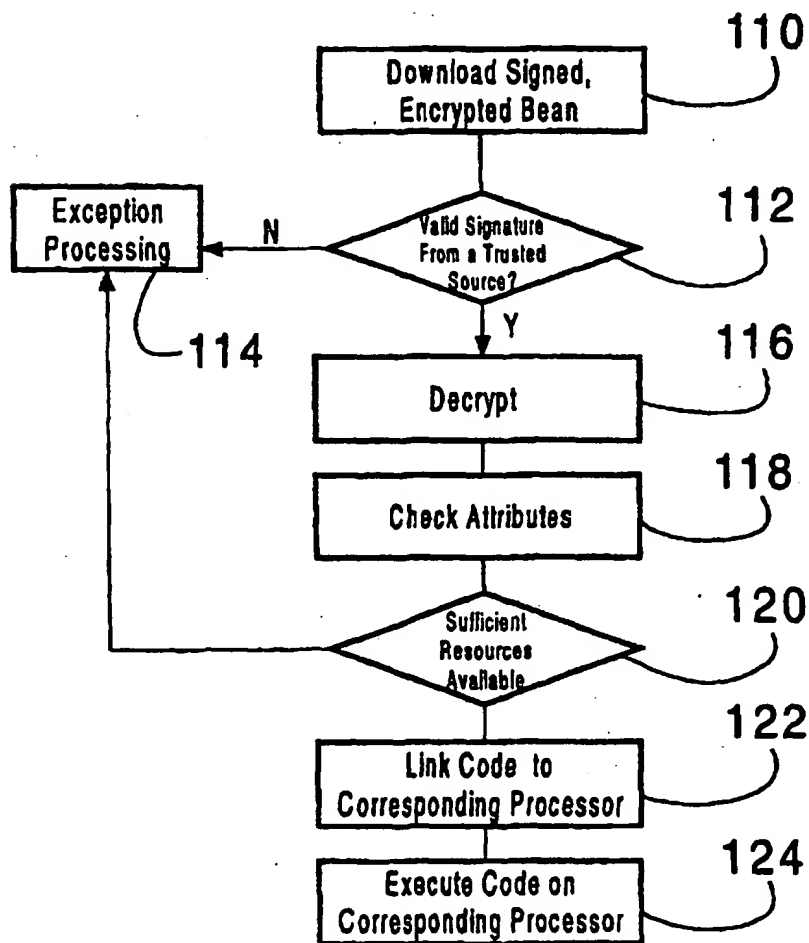 110
Download Signed,
Encrypted Bean
112
Valid Signature
From a Trusted
Source?
N
Exception
Processing
114
Y
116
Decrypt
118
Check Attributes
120
Sufficient
Resources
Available
122
Link Code to
Corresponding Processor
124
Execute Code on
Corresponding Processor